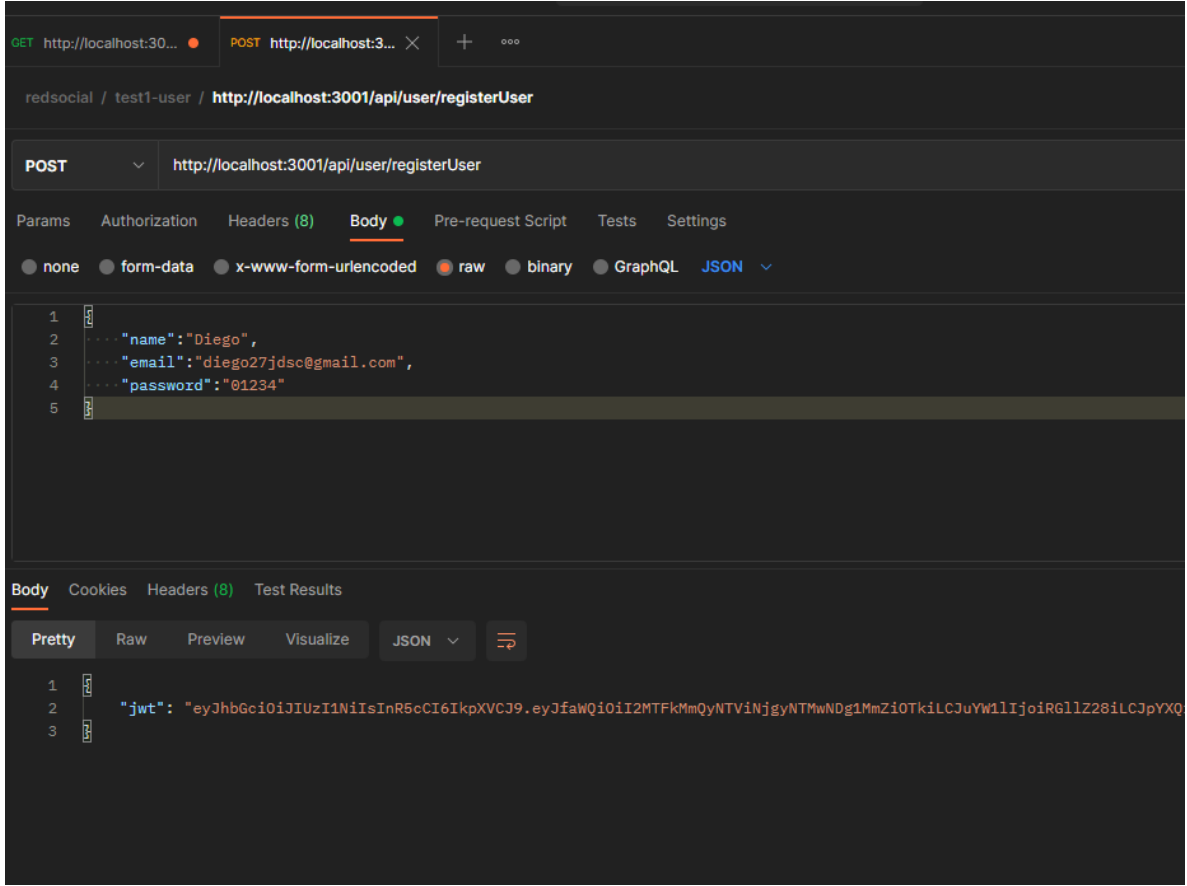 GET http://localhost:30... POST http://localhost:3...
redsocial / test1-user / http://localhost:3001/api/user/registerUser
POST http://localhost:3001/api/user/registerUser
Params Authorization Headers (8) Body Pre-request Script Tests Settings
none form-data x-www-form-urlencoded raw binary GraphQL JSON
1 {
2 "name":"Diego",
3 "email":"diego27jdsc@gmail.com",
4 "password":"01234"
5 }
Body Cookies Headers (8) Test Results
Pretty Raw Preview Visualize JSON
1 {
2 "jwt": "eyJhbGciOiJIUzI1NiIsInR5cCI6IkpXVCJ9.eyJfaWQiOiI2MTFkMmQyNTViNjgyNTMwNDg1MmZiOTkiLCJuYW1lIjoiRGllZ28iLCJpYXQi
3 }